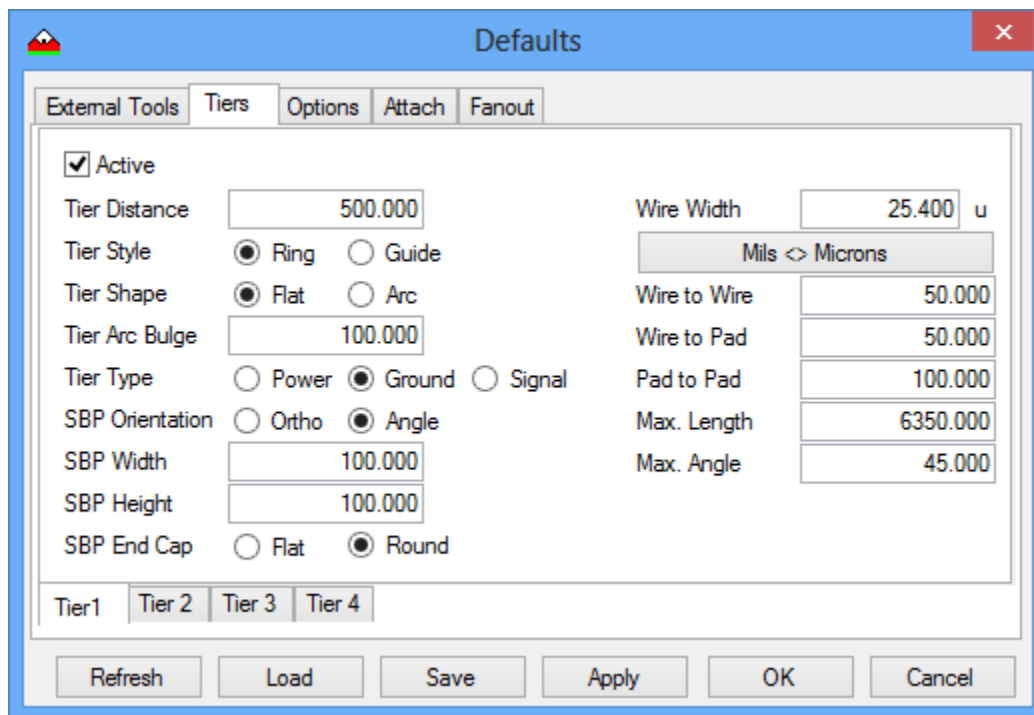 Defaults
External Tools Tiers Options Attach Fanout
Active
Tier Distance 500.000 Wire Width 25.400 u
Tier Style Ring Guide Mils <> Microns
Tier Shape Flat Arc Wire to Wire 50.000
Tier Arc Bulge 100.000 Wire to Pad 50.000
Tier Type Power Ground Signal Pad to Pad 100.000
SBP Orientation Ortho Angle Max. Length 6350.000
SBP Width 100.000 Max. Angle 45.000
SBP Height 100.000
SBP End Cap Flat Round
Tier1 Tier 2 Tier 3 Tier 4
Refresh Load Save Apply OK Cancel